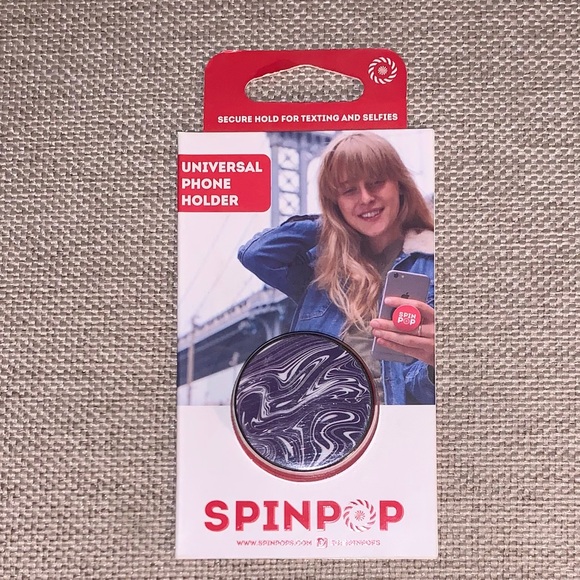 SECURE HOLD FOR TEXTING AND SELFIES
UNIVERSAL
PHONE
HOLDER
SPIN
POP
SPINPOP
WWW.SPINPOPS.COM